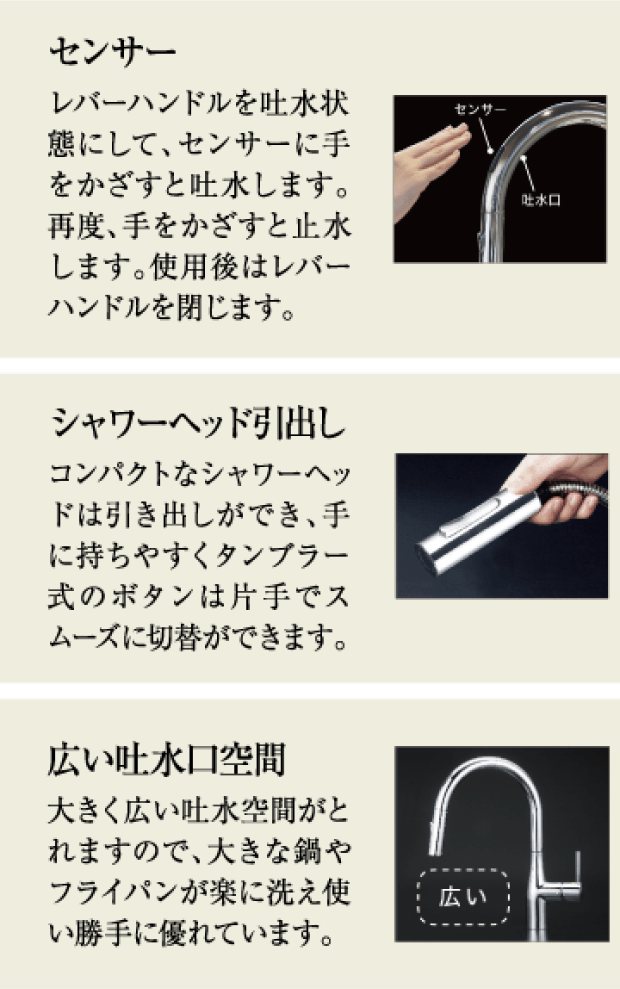 センサー
レバーハンドルを吐水状
態にして、センサーに手
をかざすと吐水します。
再度、手をかざすと止水
します。使用後はレバー
ハンドルを閉じます。
センサー
吐水口
シャワーヘッド引出し
コンパクトなシャワーヘッ
ドは引き出しができ、手
に持ちやすくタンブラー
式のボタンは片手でス
ムーズに切替ができます。
広い吐水口空間
大きく広い吐水空間がと
れますので、大きな鍋や
フライパンが楽に洗え使
い勝手に優れています。
広い